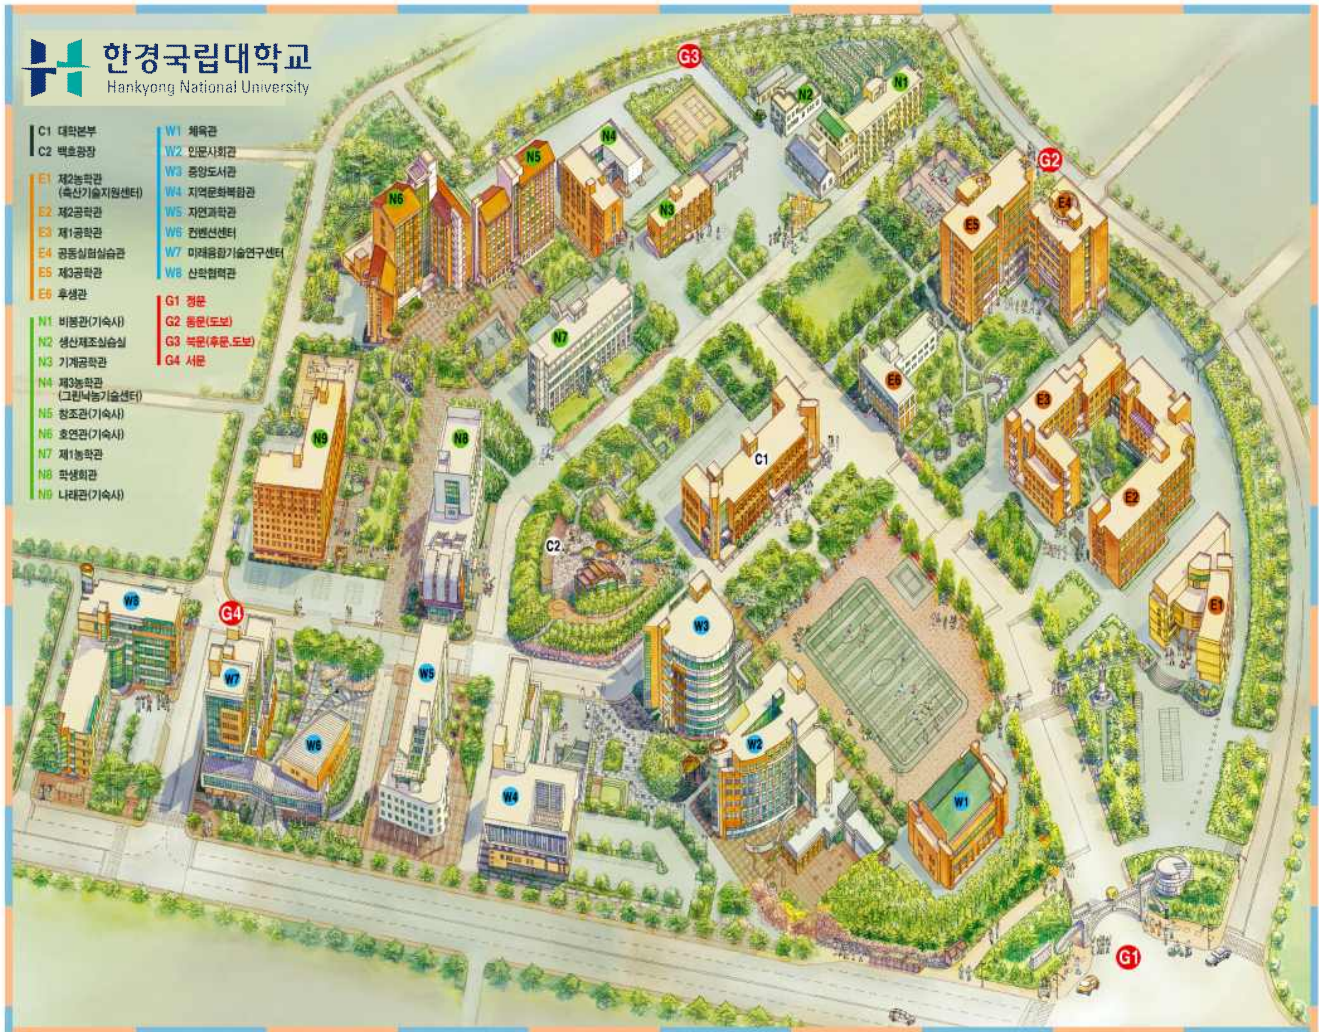 한경국립대학교
Hankyong National University
C1 대학본부
C2 백호광장
E1 제2농학관
(축산기술지원센터)
E2 제2공학관
E3 제1공학관
E4 공동실험실습관
E5 제3공학관
E6 후생관
N1 비봉관(기숙사)
N2 생산제조실습실
N3 기계공학관
N4 제3농학관
(그린낙농기술센터)
N5 창조관(기숙사)
N6 호연관(기숙사)
N7 제1농학관
N8 학생회관
N9 나래관(기숙사)
W1 체육관
W2 인문사회관
W3 중앙도서관
W4 지역문화복합관
W5 자연과학관
W6 컨벤션센터
W7 미래융합기술연구센터
W8 산학협력관
G1 정문
G2 동문(도보)
G3 북문(후문.도보)
G4 서문
G3
N1
N2
N4
N5
G2
N6
N3
E4
E5
N7
E6
E3
N9
N8
C1
E2
C2
W8
G4
E1
W3
W5
W7
W6
W2
W4
W1
G1